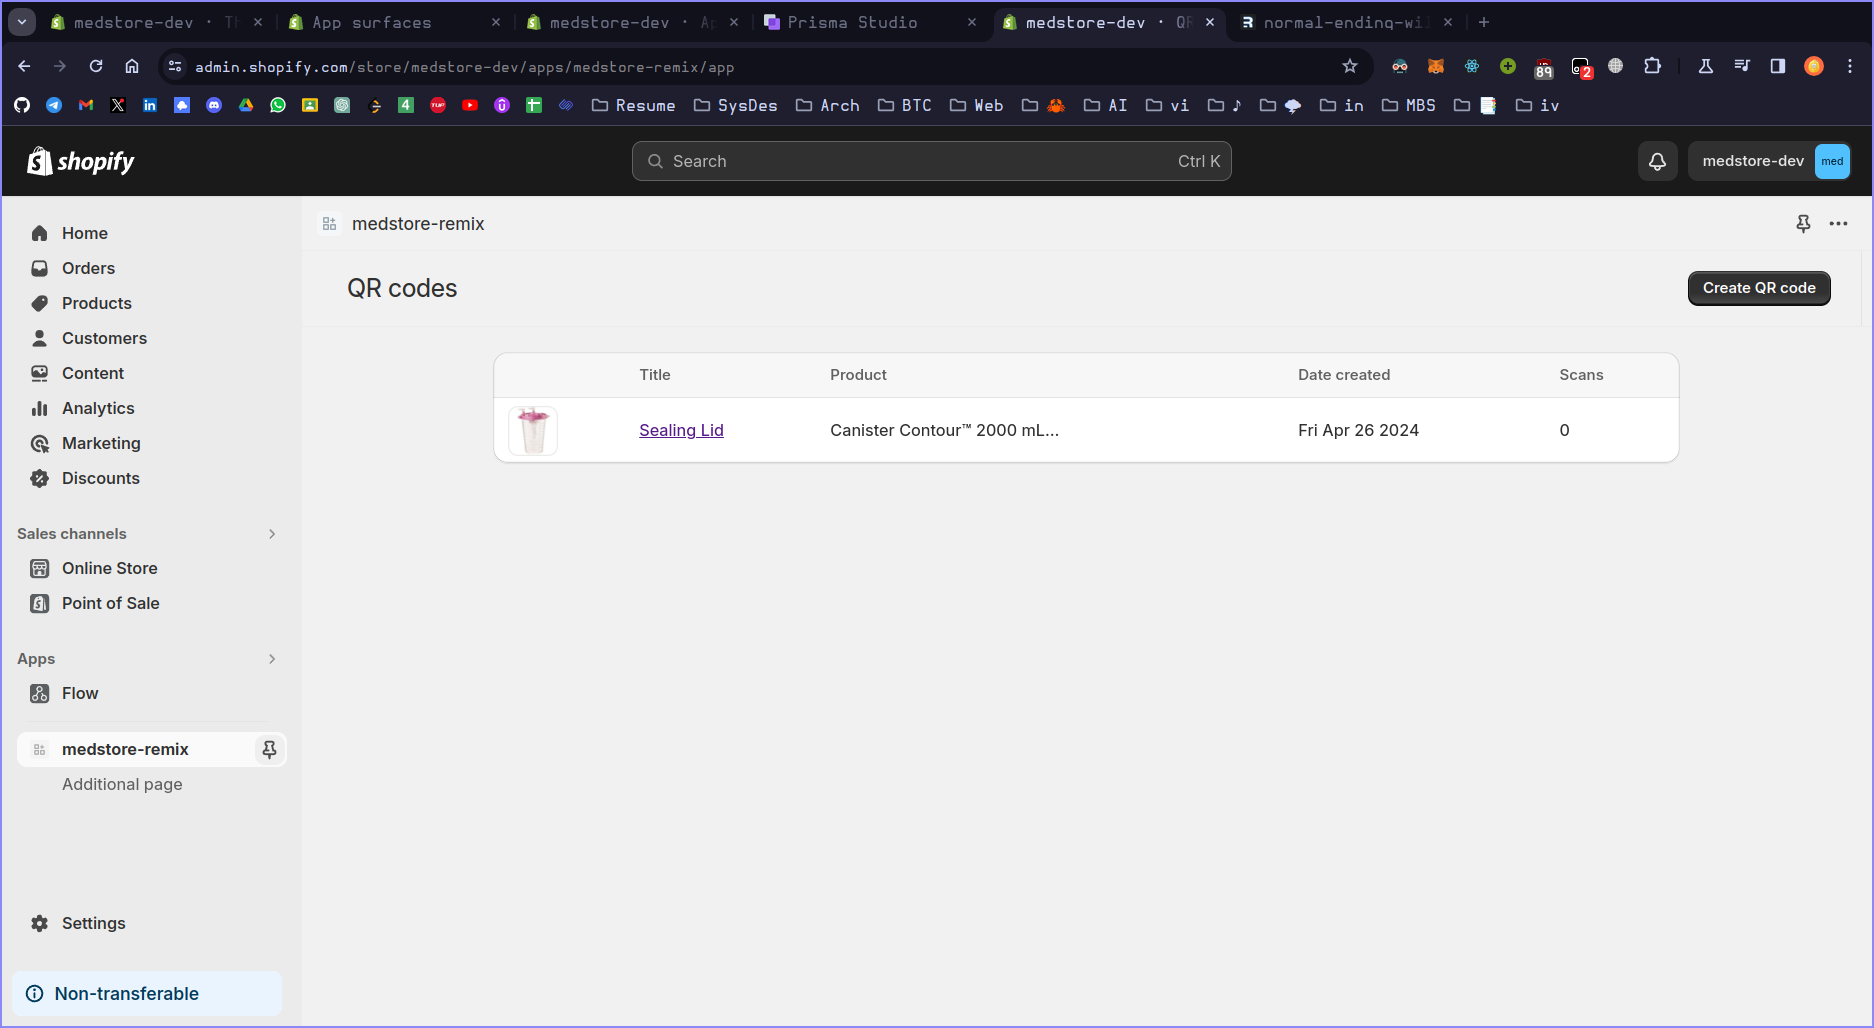 medstore-dev · Th
App surfaces
medstore-dev · Ap
Prisma Studio
medstore-dev · QR
admin.shopify.com/store/medstore-dev/apps/medstore-remix/app
89
2
4
Resume
SysDes
Arch
BTC
Web
AI
vi
in
MBS
iv
shopify
Search
Ctrl K
medstore-dev
med
Home
Orders
Products
Customers
Content
Analytics
Marketing
Discounts
Sales channels
Online Store
Point of Sale
Apps
Flow
medstore-remix
Additional page
Settings
Non-transferable
medstore-remix
QR codes
Create QR code
Title Product Date created Scans
Sealing Lid Canister Contour™ 2000 mL... Fri Apr 26 2024 0